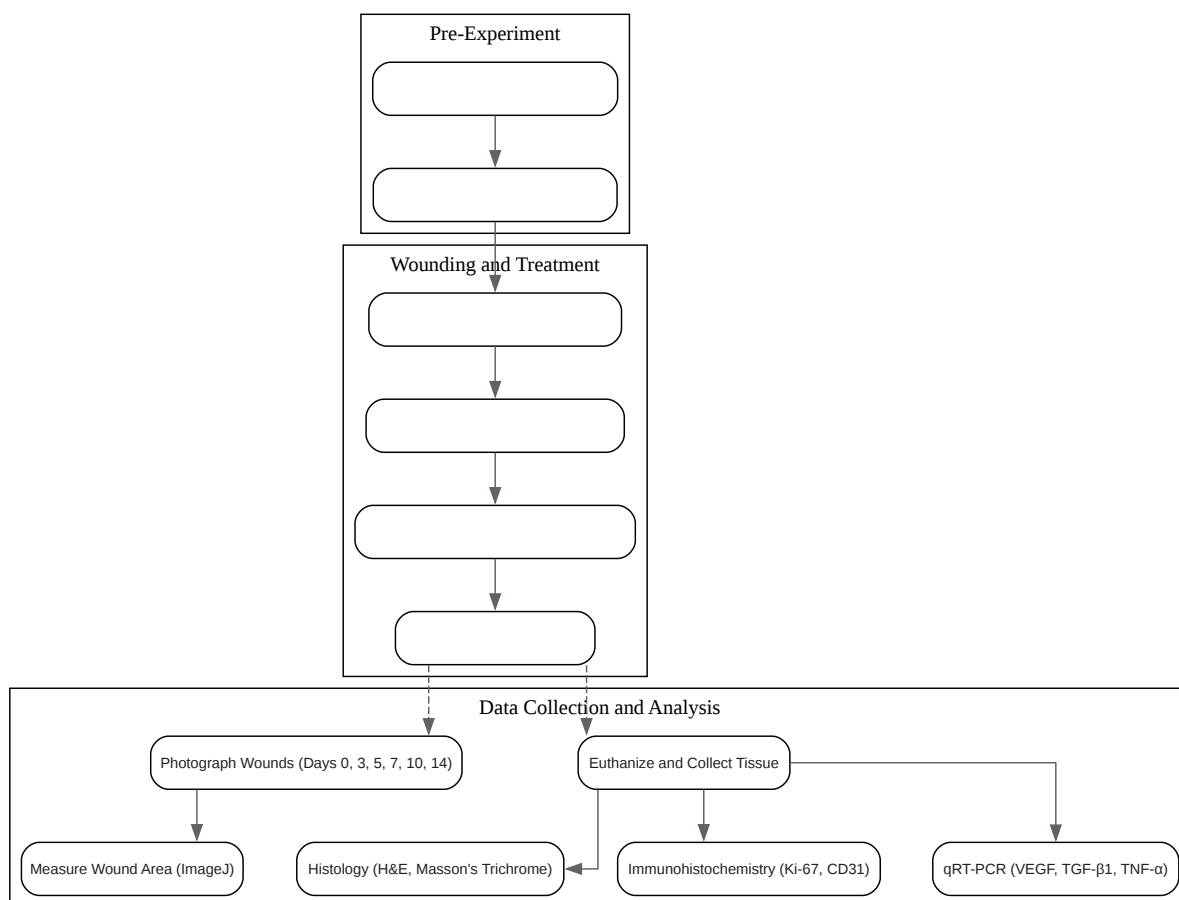 Pre-Experiment
Wounding and Treatment
Data Collection and Analysis
Photograph Wounds (Days 0, 3, 5, 7, 10, 14)
Euthanize and Collect Tissue
Measure Wound Area (ImageJ)
Histology (H&E, Masson's Trichrome)
Immunohistochemistry (Ki-67, CD31)
qRT-PCR (VEGF, TGF-β1, TNF-α)